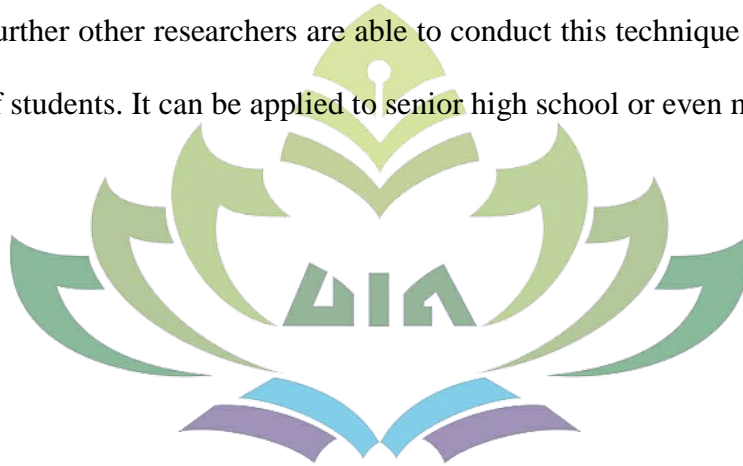 urther other researchers are able to conduct this technique
f students. It can be applied to senior high school or even
UIN